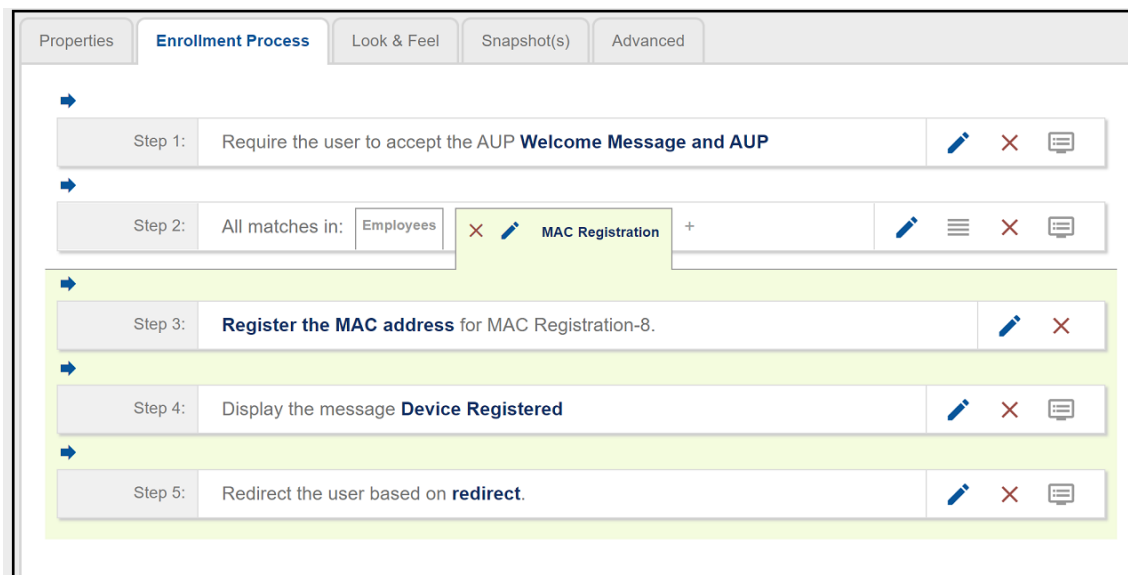 Properties Enrollment Process Look & Feel Snapshot(s) Advanced
Step 1: Require the user to accept the AUP Welcome Message and AUP
Step 2: All matches in: Employees MAC Registration +
Step 3: Register the MAC address for MAC Registration-8.
Step 4: Display the message Device Registered
Step 5: Redirect the user based on redirect.